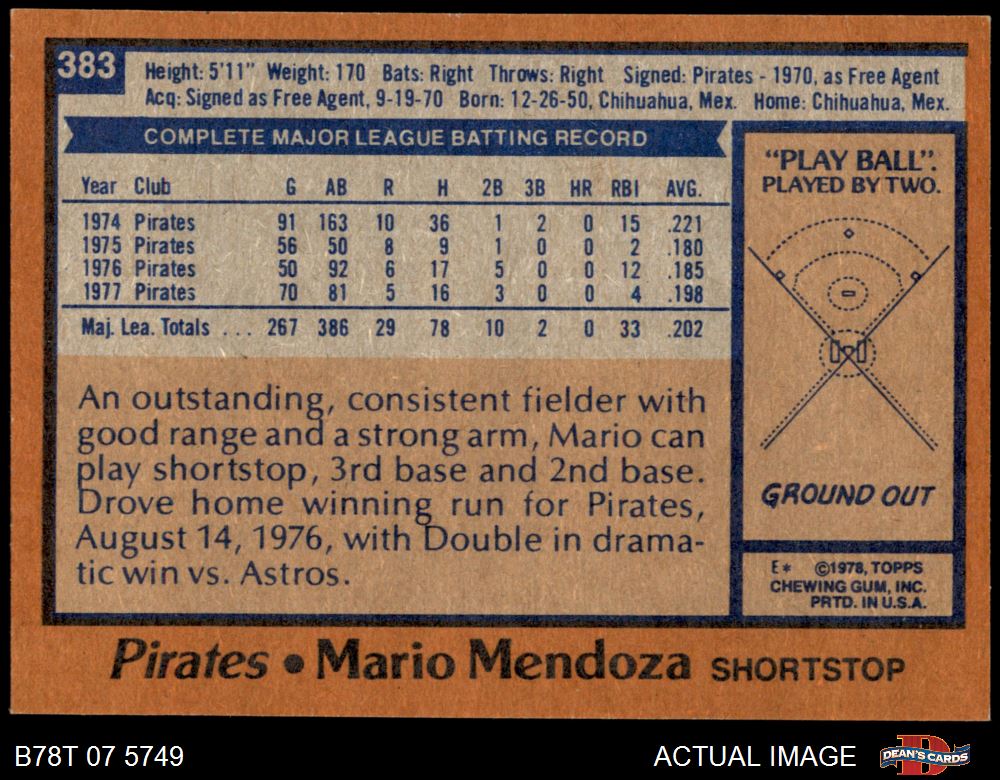 383
Height: 5'11" Weight: 170 Bats: Right Throws: Right Signed: Pirates - 1970, as Free Agent
Acq: Signed as Free Agent, 9-19-70 Born: 12-26-50, Chihuahua, Mex. Home: Chihuahua, Mex.
COMPLETE MAJOR LEAGUE BATTING RECORD
Year Club G AB R H 2B 3B HR RBI AVG.
1974 Pirates 91 163 10 36 1 2 0 15 .221
1975 Pirates 56 50 8 9 1 0 0 2 .180
1976 Pirates 50 92 6 17 5 0 0 12 .185
1977 Pirates 70 81 5 16 3 0 0 4 .198
Maj. Lea. Totals . . . 267 386 29 78 10 2 0 33 .202
An outstanding, consistent fielder with
good range and a strong arm, Mario can
play shortstop, 3rd base and 2nd base.
Drove home winning run for Pirates,
August 14, 1976, with Double in drama-
tic win vs. Astros.
"PLAY BALL".
PLAYED BY TWO.
GROUND OUT
E* ©1978, TOPPS
CHEWING GUM, INC.
PRTD. IN U.S.A.
Pirates • Mario Mendoza SHORTSTOP
B78T 07 5749
ACTUAL IMAGE
DEAN'S CARDS